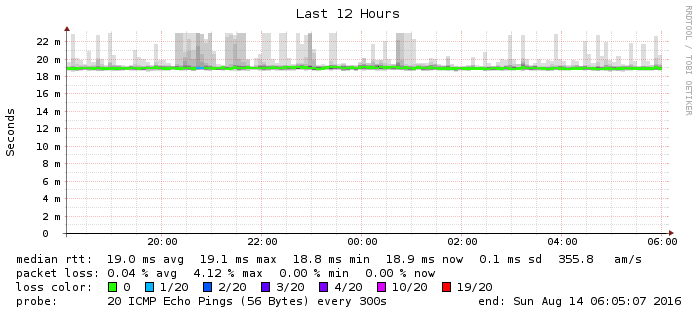 Last 12 Hours
RRDTOOL / TOBI OETIKER
Seconds
22 m
20 m
18 m
16 m
14 m
12 m
10 m
8 m
6 m
4 m
2 m
0
20:00 22:00 00:00 02:00 04:00 06:00
median rtt: 19.0 ms avg 19.1 ms max 18.8 ms min 18.9 ms now 0.1 ms sd 355.8 am/s
packet loss: 0.04 % avg 4.12 % max 0.00 % min 0.00 % now
loss color: 0 1/20 2/20 3/20 4/20 10/20 19/20
probe: 20 ICMP Echo Pings (56 Bytes) every 300s end: Sun Aug 14 06:05:07 2016